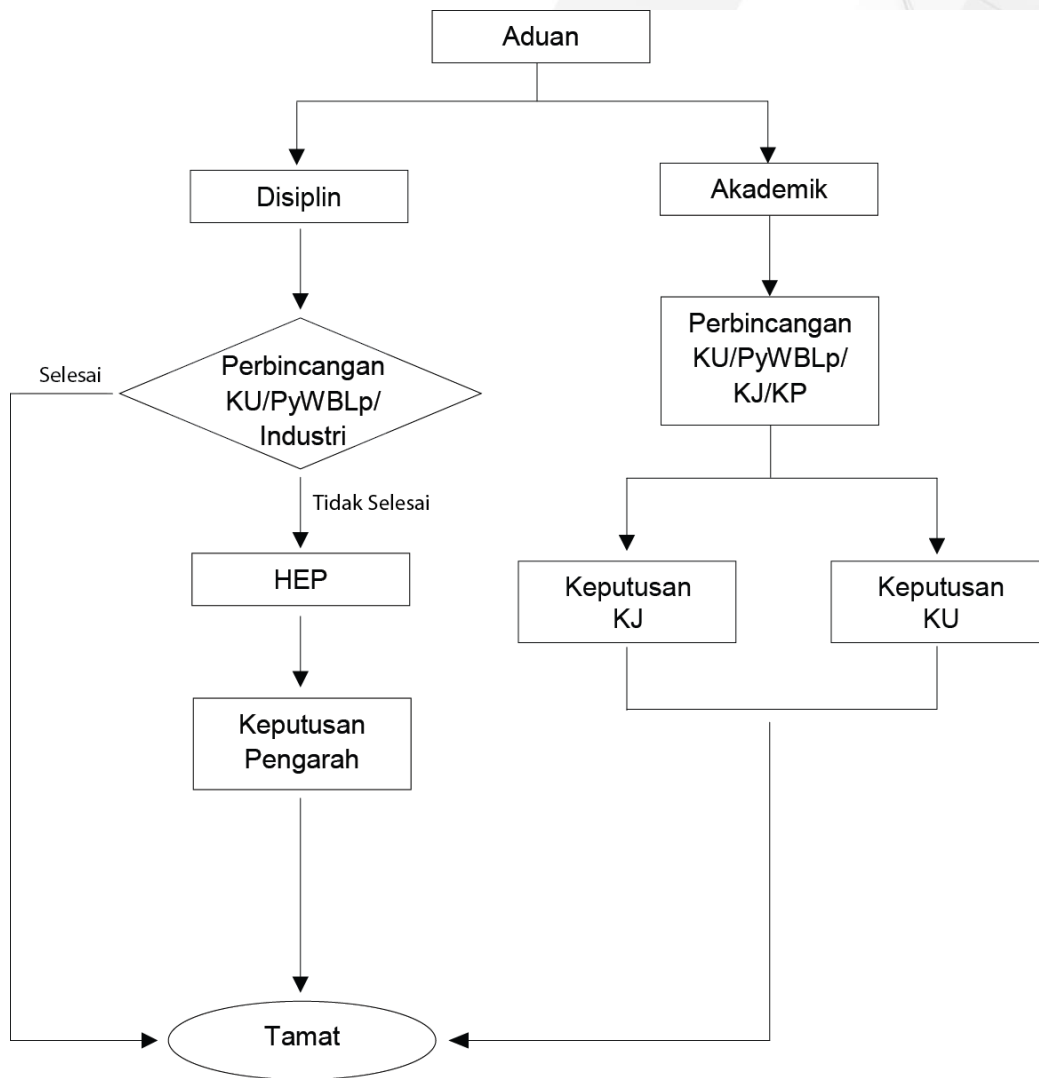 Aduan
Disiplin
Akademik
Perbincangan
KU/PyWBLp/
Industri
Selesai
Tidak Selesai
Perbincangan
KU/PyWBLp/
KJ/KP
HEP
Keputusan
KJ
Keputusan
KU
Keputusan
Pengarah
Tamat